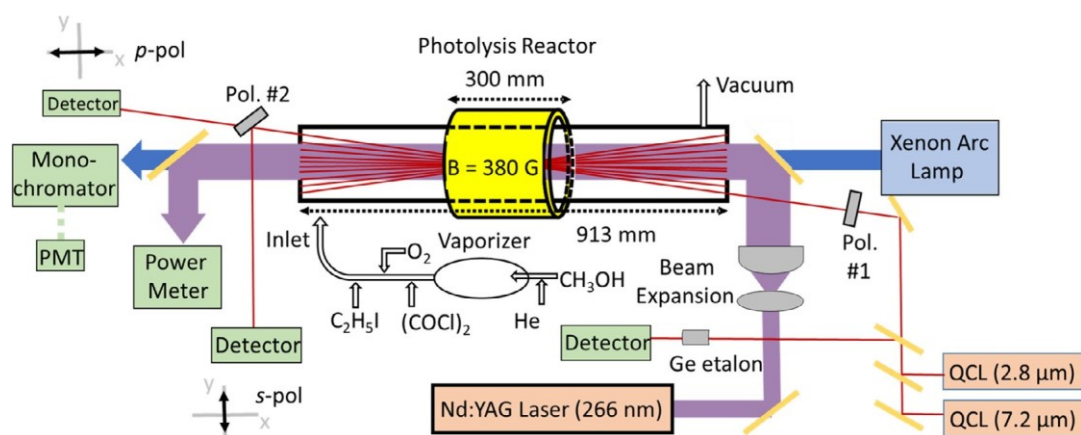 y
x
p-pol
Detector
Pol. #2
Mono-
chromator
PMT
Power
Meter
Detector
y
x
s-pol
Photolysis Reactor
300 mm
B = 380 G
Vacuum
913 mm
Inlet
O₂
Vaporizer
CH₃OH
C₂H₅I
(COCl)₂
He
Xenon Arc
Lamp
Pol.
#1
Beam
Expansion
Detector
Ge etalon
Nd:YAG Laser (266 nm)
QCL (2.8 µm)
QCL (7.2 µm)